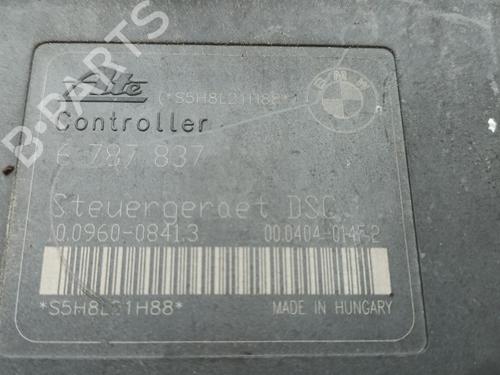 Ate (*S5H8L21H88*) BMW
Controller
6 787 837
Steuergeraet DSC
0.0960-0841.3 00.0404-014F-2
*S5H8L21H88* MADE IN HUNGARY
B-PARTS